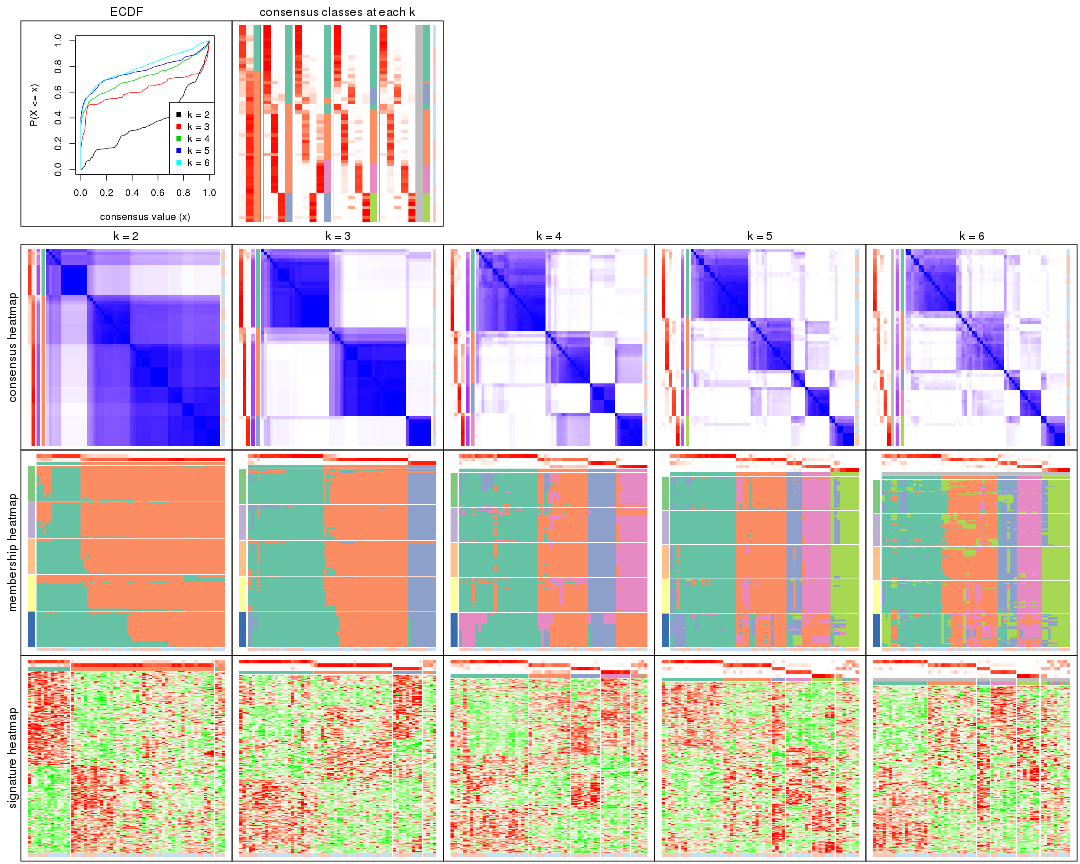 ECDF
consensus classes at each k
P(X <= x)
1.0
0.8
0.6
0.4
0.2
0.0
k = 2
k = 3
k = 4
k = 5
k = 6
0.0 0.2 0.4 0.6 0.8 1.0
consensus value (x)
k = 2 k = 3 k = 4 k = 5 k = 6
consensus heatmap
membership heatmap
signature heatmap